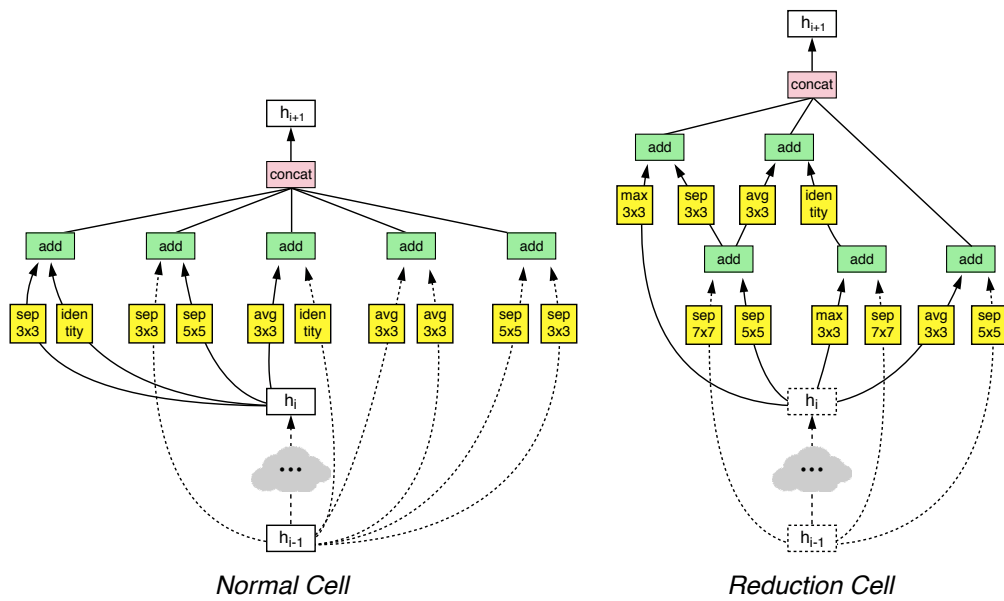 h_{i+1}
concat
add
add
add
add
add
sep
3x3
iden
tity
sep
3x3
sep
5x5
avg
3x3
iden
tity
avg
3x3
avg
3x3
sep
5x5
sep
3x3
h_i
...
h_{i-1}
Normal Cell
h_{i+1}
concat
add
add
max
3x3
sep
3x3
avg
3x3
iden
tity
add
add
add
sep
7x7
sep
5x5
max
3x3
sep
7x7
avg
3x3
sep
5x5
h_i
...
h_{i-1}
Reduction Cell